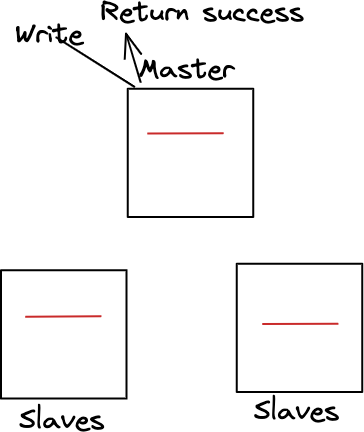 Return success
Write
Master
Slaves
Slaves